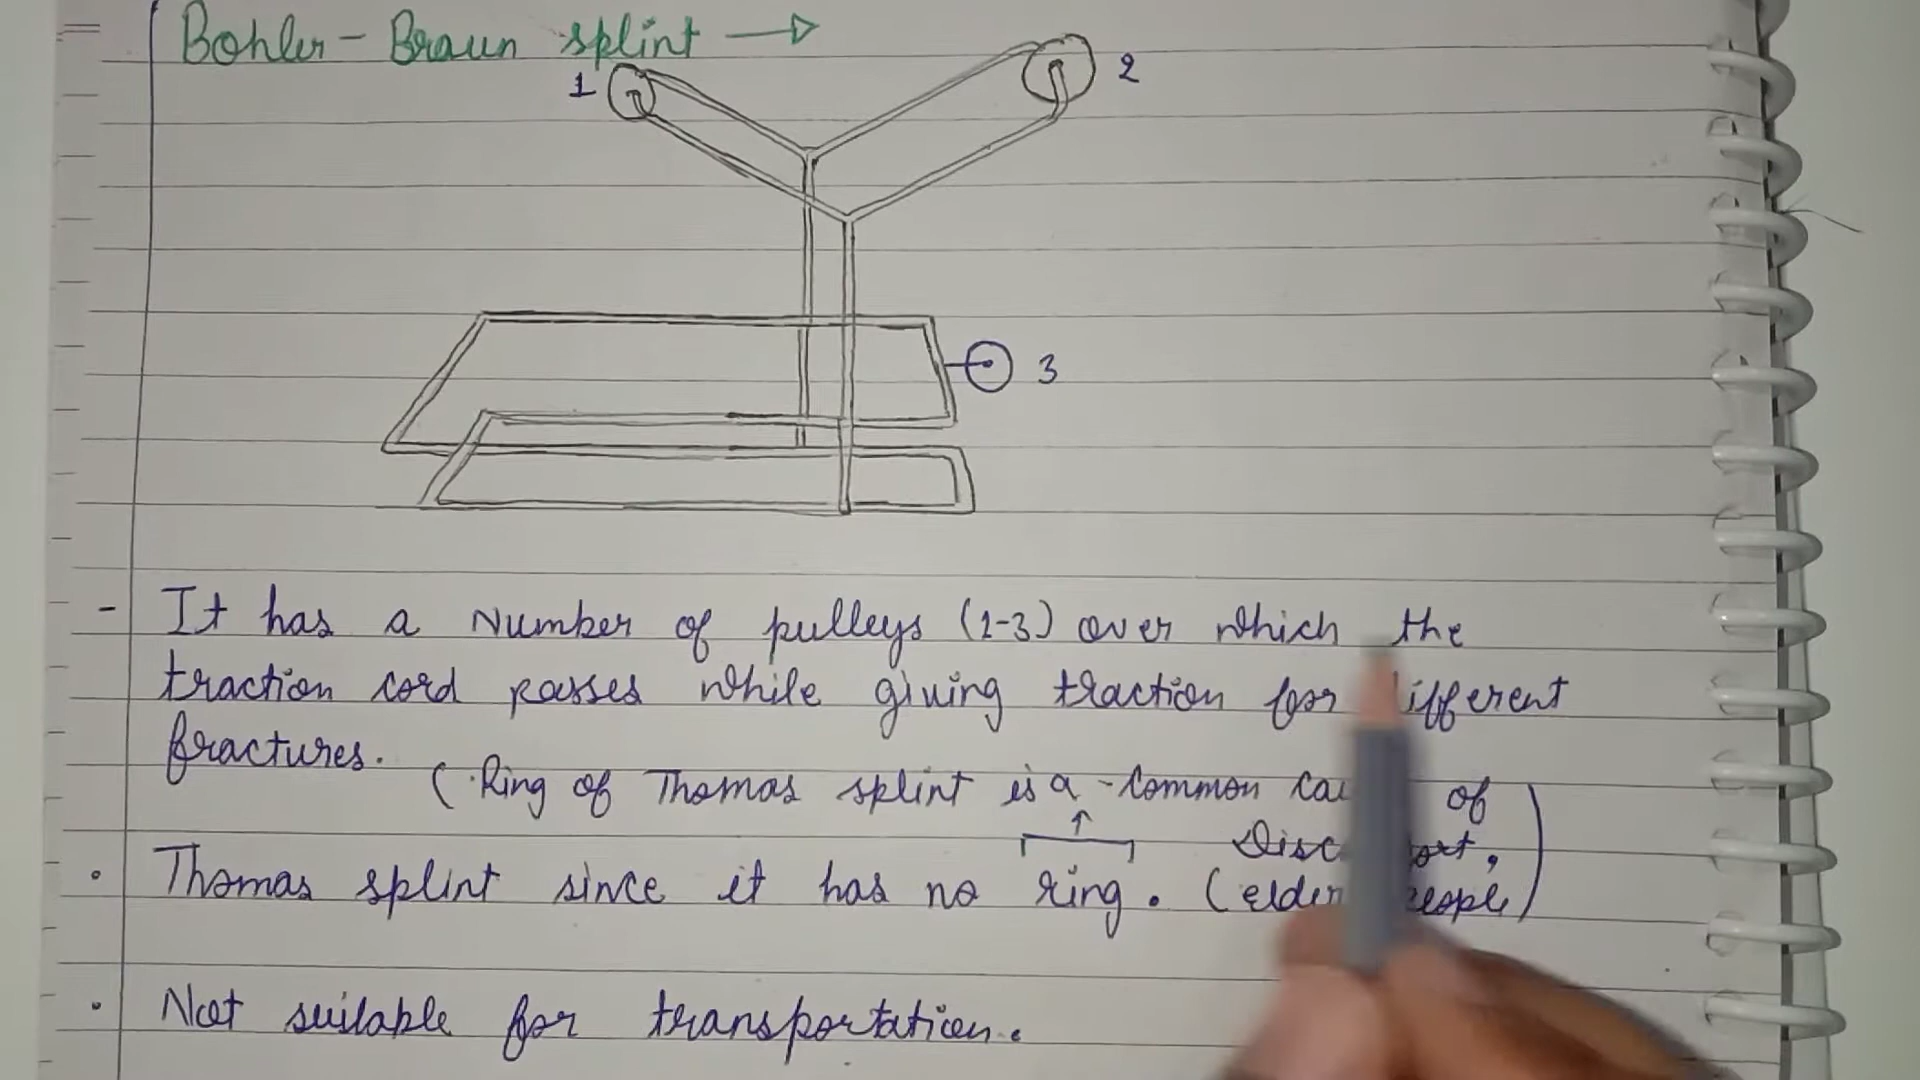 Bohler-Braun splint →
1
2
3
- It has a Number of pulleys (1-3) over which the
traction cord passes while giving traction for different
fractures.
( Ring of Thomas splint is a common of
↑
• Thomas splint since it has no ring. (
• Not suitable for transportation.